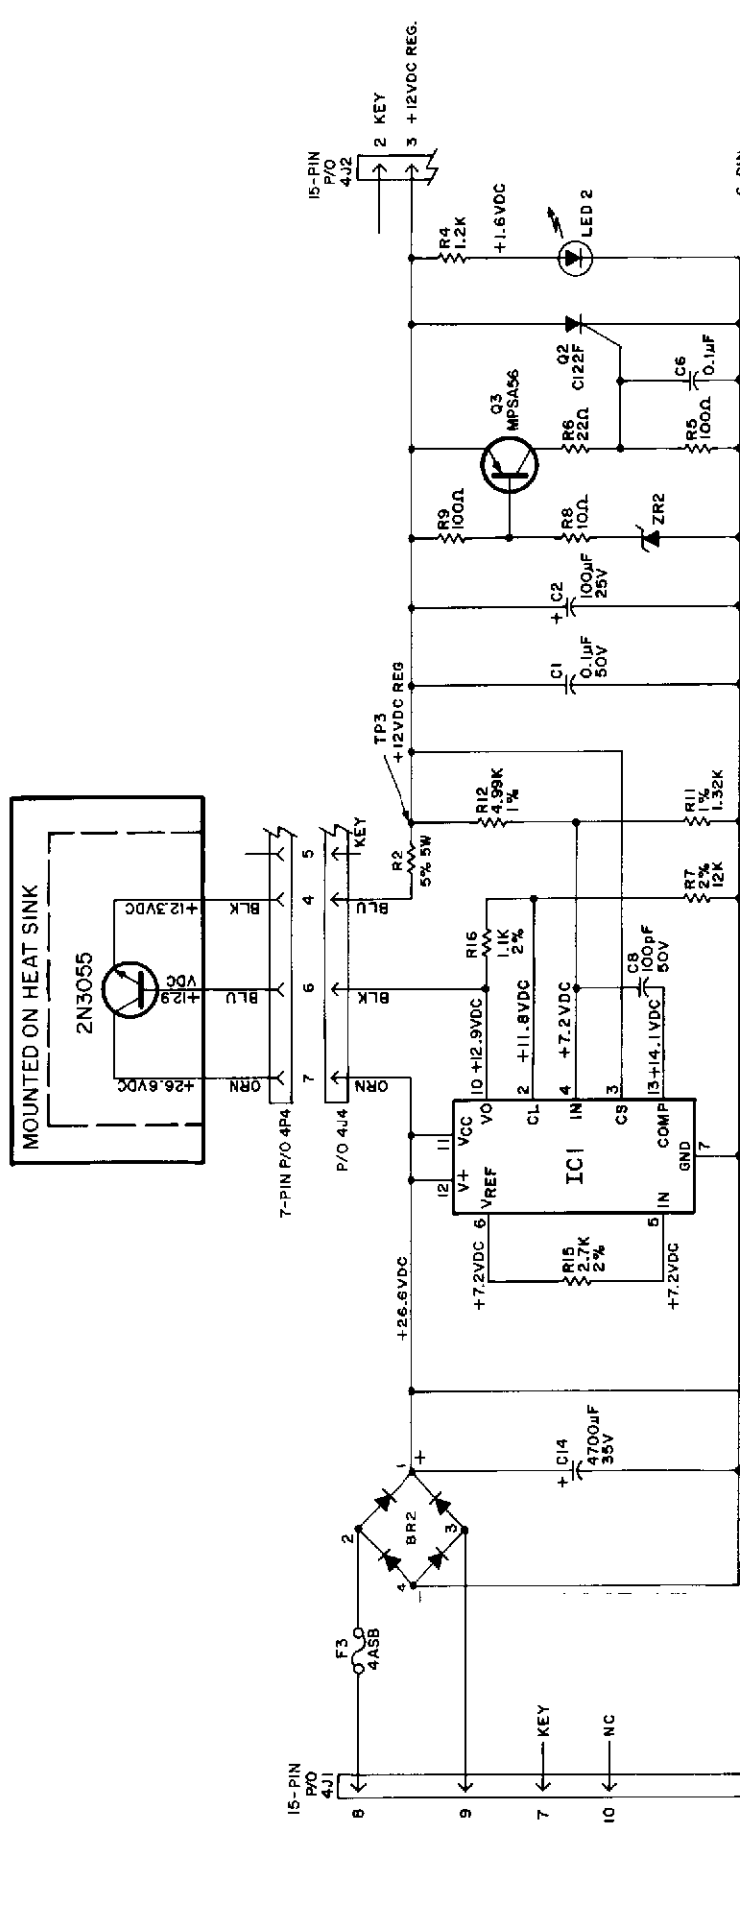 MOUNTED ON HEAT SINK
2N3055
+26.6VDC
+12.9
VDC
+12.3VDC
ORN
BLU
BLK
7-PIN P/O 4P4
7
6
4
5
P/O 4J4
ORN
BLK
BLU
KEY
15-PIN
P/O
4J1
8
9
7
KEY
10
NC
F3
4ASB
BR2
1
2
3
4
+
−
+
C14
4700µF
35V
+26.6VDC
+7.2VDC
R15
2.7K
2%
+7.2VDC
IC1
12
V+
11
VCC
6
VREF
5
IN
10
VO
2
CL
4
IN
3
CS
13
COMP
GND
7
+12.9VDC
+11.8VDC
+7.2VDC
+14.1VDC
R16
1.1K
2%
C8
100pF
50V
R7
2%
12K
R2
5% 5W
TP3
+12VDC REG
R12
4.99K
1%
R11
1%
1.32K
C1
0.1µF
50V
+
C2
100µF
25V
R9
100Ω
R8
10Ω
ZR2
Q3
MPSA56
R6
22Ω
R5
100Ω
C6
0.1µF
Q2
C122F
R4
1.2K
+1.6VDC
LED 2
15-PIN
P/O
4J2
2 KEY
3 +12VDC REG.